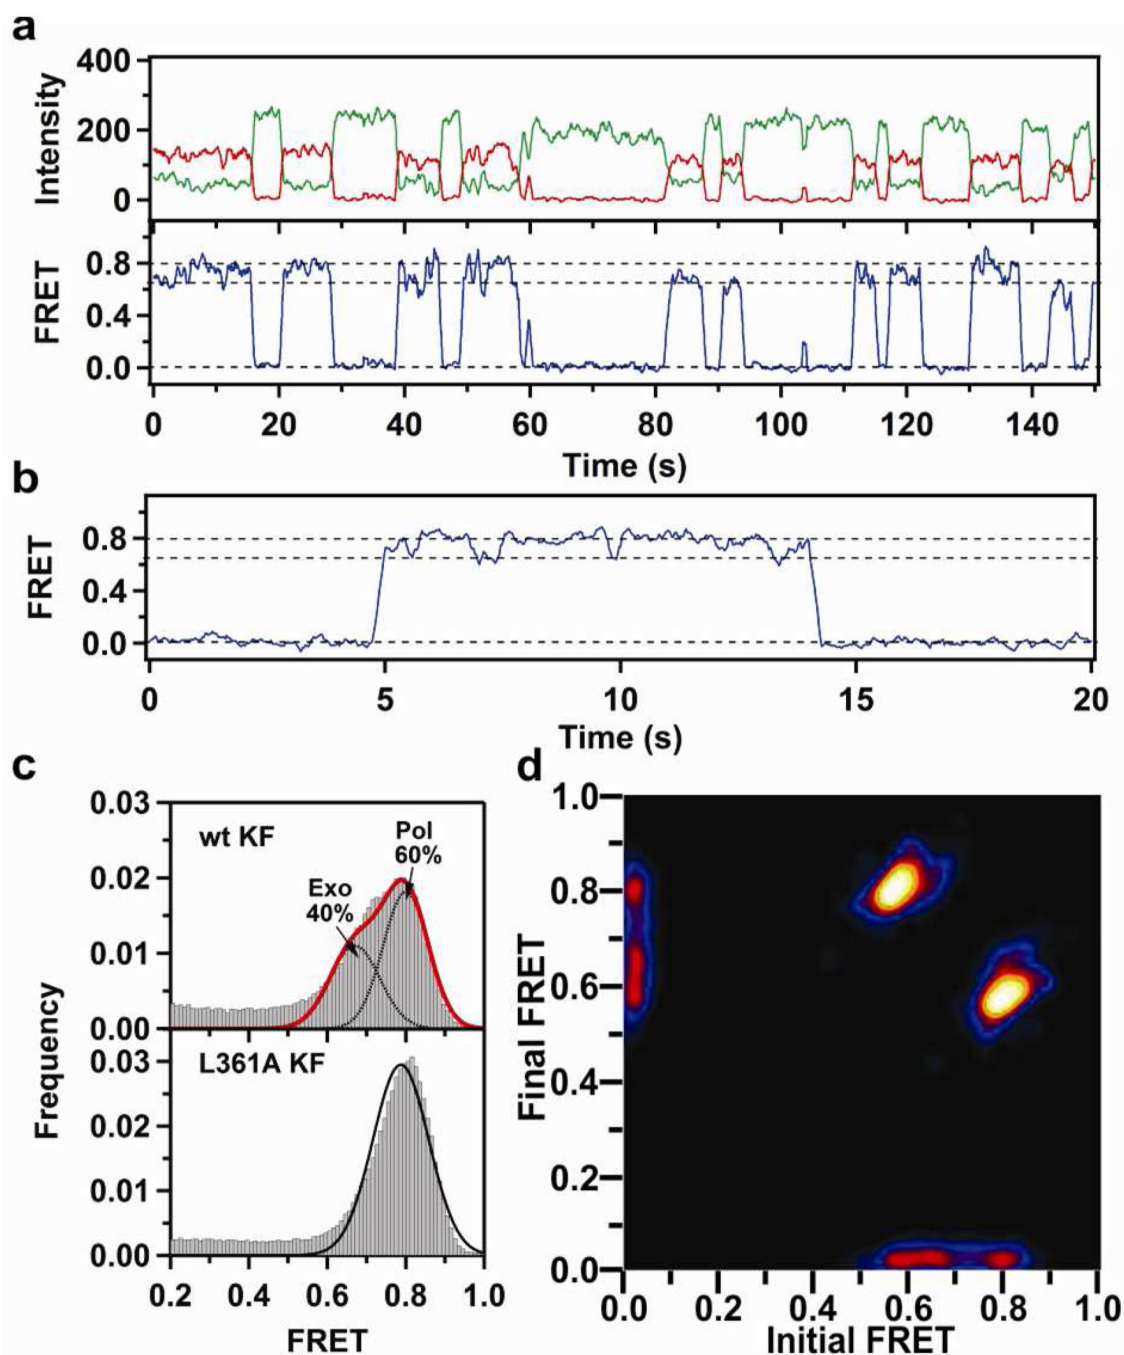 a
400
200
0
Intensity
0.8
0.4
0.0
FRET
0 20 40 60 80 100 120 140
Time (s)
b
0.8
0.4
0.0
FRET
0 5 10 15 20
Time (s)
c
0.03
0.02
0.01
0.00
wt KF
Pol
60%
Exo
40%
Frequency
0.03
0.02
0.01
0.00
L361A KF
0.2 0.4 0.6 0.8 1.0
FRET
d
1.0
0.8
0.6
0.4
0.2
0.0
Final FRET
0.0 0.2 0.4 0.6 0.8 1.0
Initial FRET